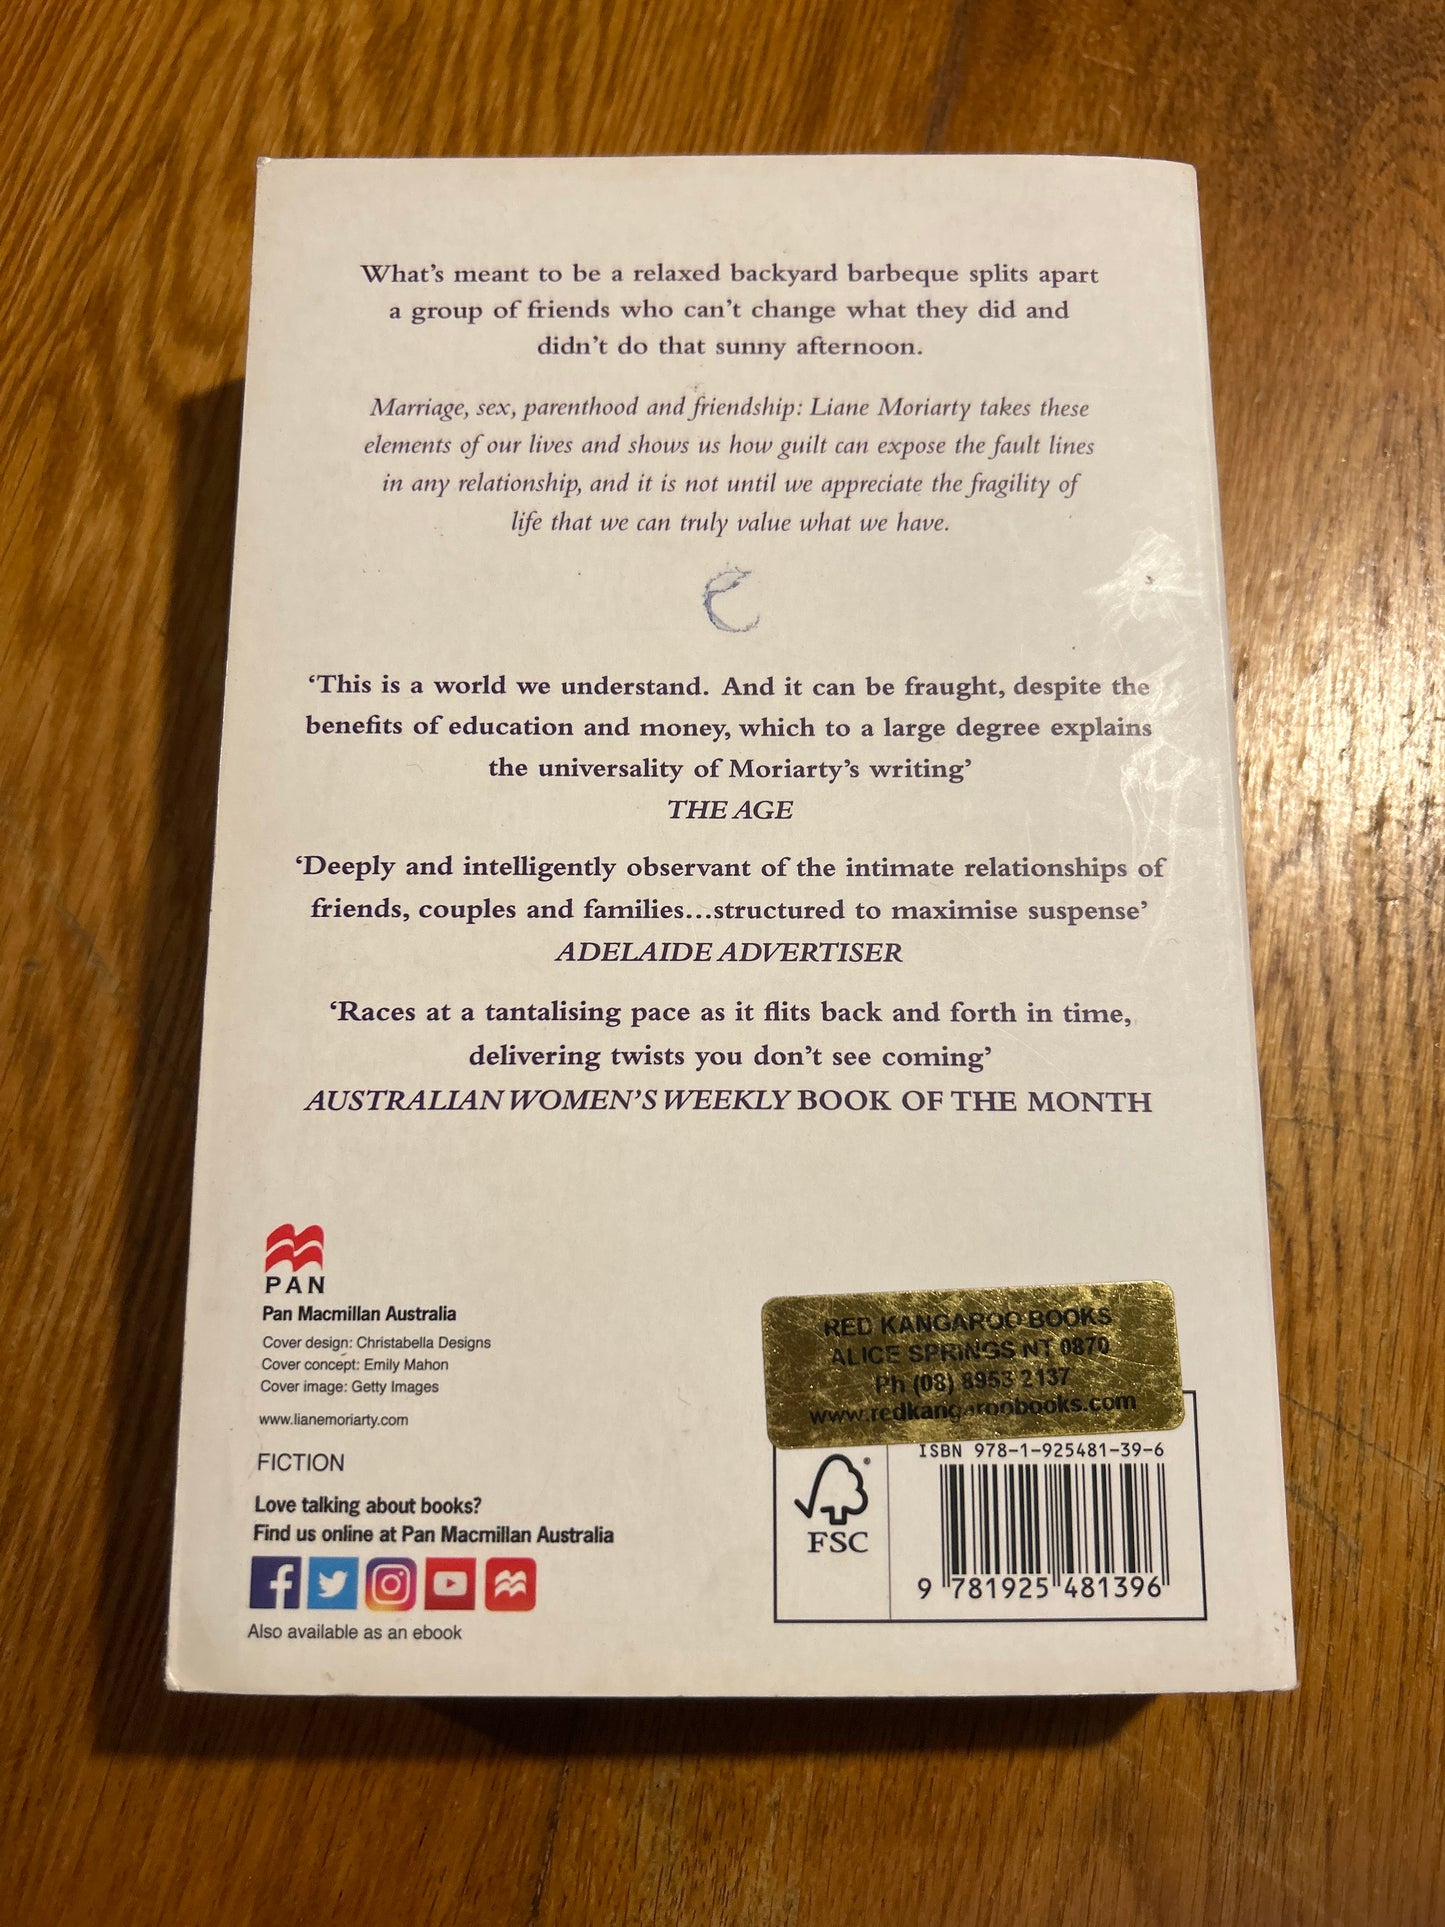 What's meant to be a relaxed backyard barbeque splits apart
a group of friends who can't change what they did and
didn't do that sunny afternoon.
Marriage, sex, parenthood and friendship: Liane Moriarty takes these
elements of our lives and shows us how guilt can expose the fault lines
in any relationship, and it is not until we appreciate the fragility of
life that we can truly value what we have.
‘This is a world we understand. And it can be fraught, despite the
benefits of education and money, which to a large degree explains
the universality of Moriarty's writing’
THE AGE
‘Deeply and intelligently observant of the intimate relationships of
friends, couples and families...structured to maximise suspense’
ADELAIDE ADVERTISER
‘Races at a tantalising pace as it flits back and forth in time,
delivering twists you don't see coming’
AUSTRALIAN WOMEN'S WEEKLY BOOK OF THE MONTH
PAN
Pan Macmillan Australia
Cover design: Christabella Designs
Cover concept: Emily Mahon
Cover image: Getty Images
www.lianemoriarty.com
FICTION
Love talking about books?
Find us online at Pan Macmillan Australia
Also available as an ebook
RED KANGAROO BOOKS
ALICE SPRINGS NT 0870
Ph (08) 8953 2137
www.redkangaroobooks.com
ISBN 978-1-925481-39-6
FSC
9 781925 481396